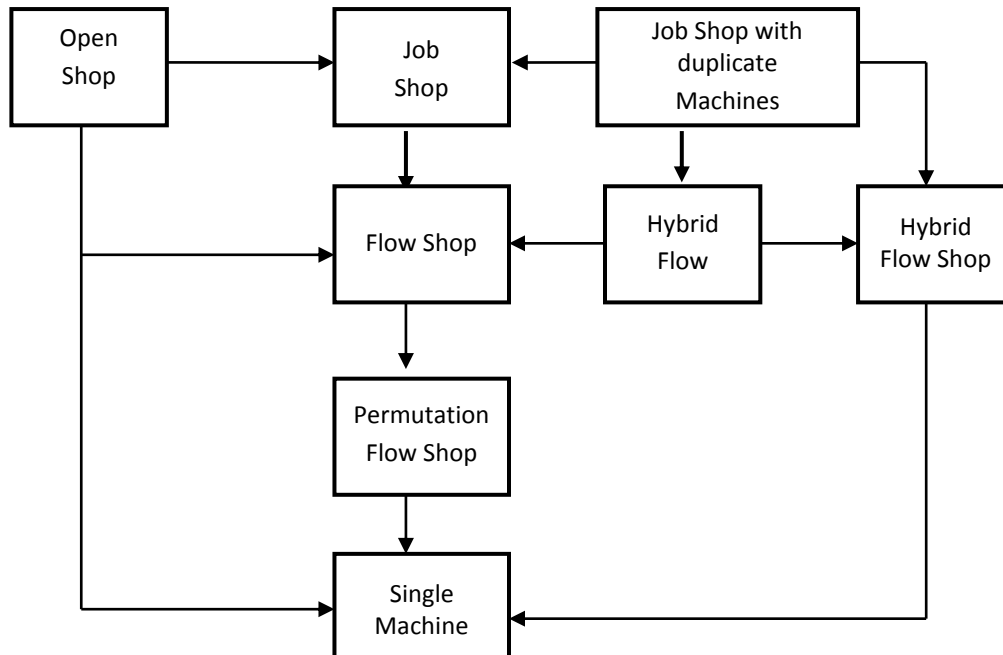 Open
Shop
Job
Shop
Job Shop with
duplicate
Machines
Flow Shop
Hybrid
Flow
Hybrid
Flow Shop
Permutation
Flow Shop
Single
Machine